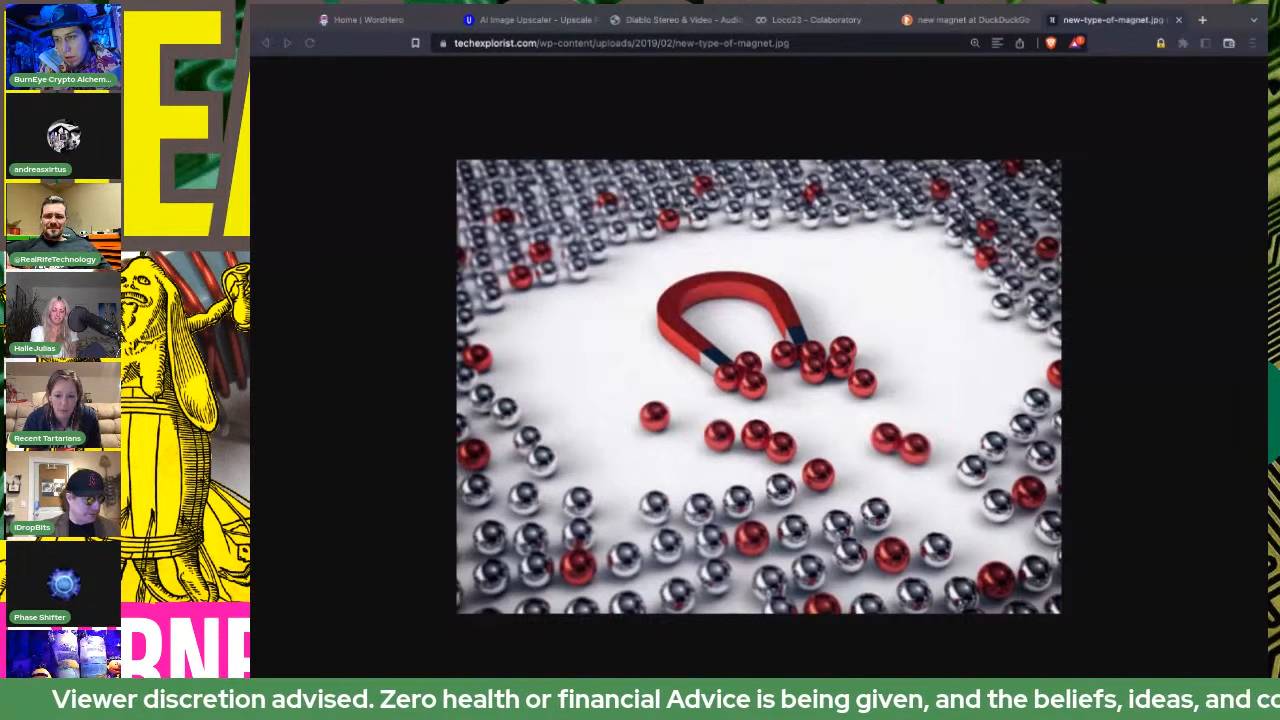 Home | WordHero
AI Image Upscaler - Upscale
Diablo Stereo & Video - Audio
Loco23 - Colaboratory
new magnet at DuckDuckGo
new-type-of-magnet.jpg
techexplorist.com/wp-content/uploads/2019/02/new-type-of-magnet.jpg
BurnEye Crypto Alchem...
andreasxirtus
@RealRifeTechnology
HalleJulias
Recent Tartarians
iDropBits
Phase Shifter
Viewer discretion advised. Zero health or financial Advice is being given, and the beliefs, ideas, and co